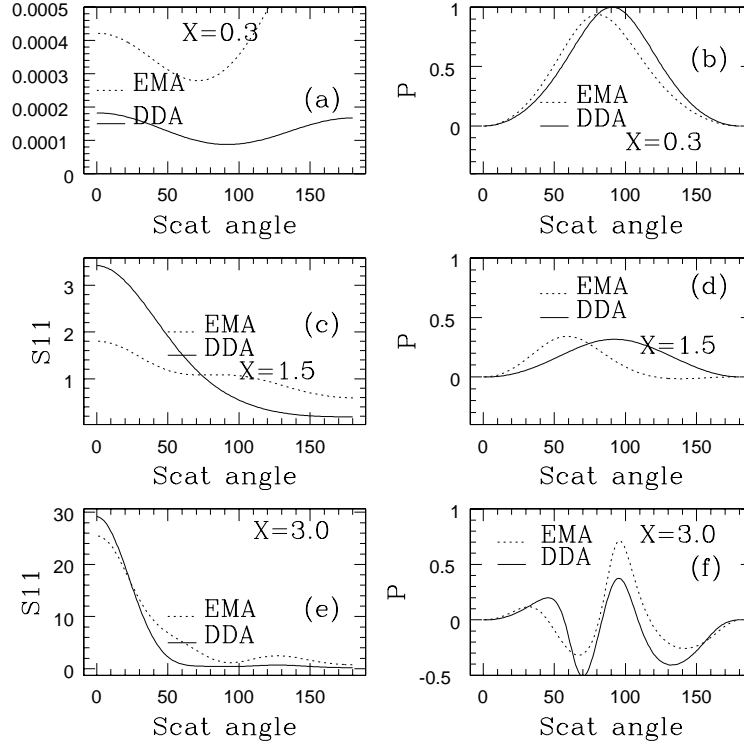 0.0005
0.0004
0.0003
0.0002
0.0001
0
X=0.3
EMA
DDA
(a)
0 50 100 150
Scat angle
1
0.5
0
P
(b)
EMA
DDA
X=0.3
0 50 100 150
Scat angle
3
2
1
S11
EMA
DDA
(c)
X=1.5
0 50 100 150
Scat angle
1
0.5
0
P
EMA
DDA
(d)
X=1.5
0 50 100 150
Scat angle
30
20
10
0
S11
X=3.0
EMA
DDA
(e)
0 50 100 150
Scat angle
1
0.5
0
-0.5
P
EMA
DDA
X=3.0
(f)
0 50 100 150
Scat angle